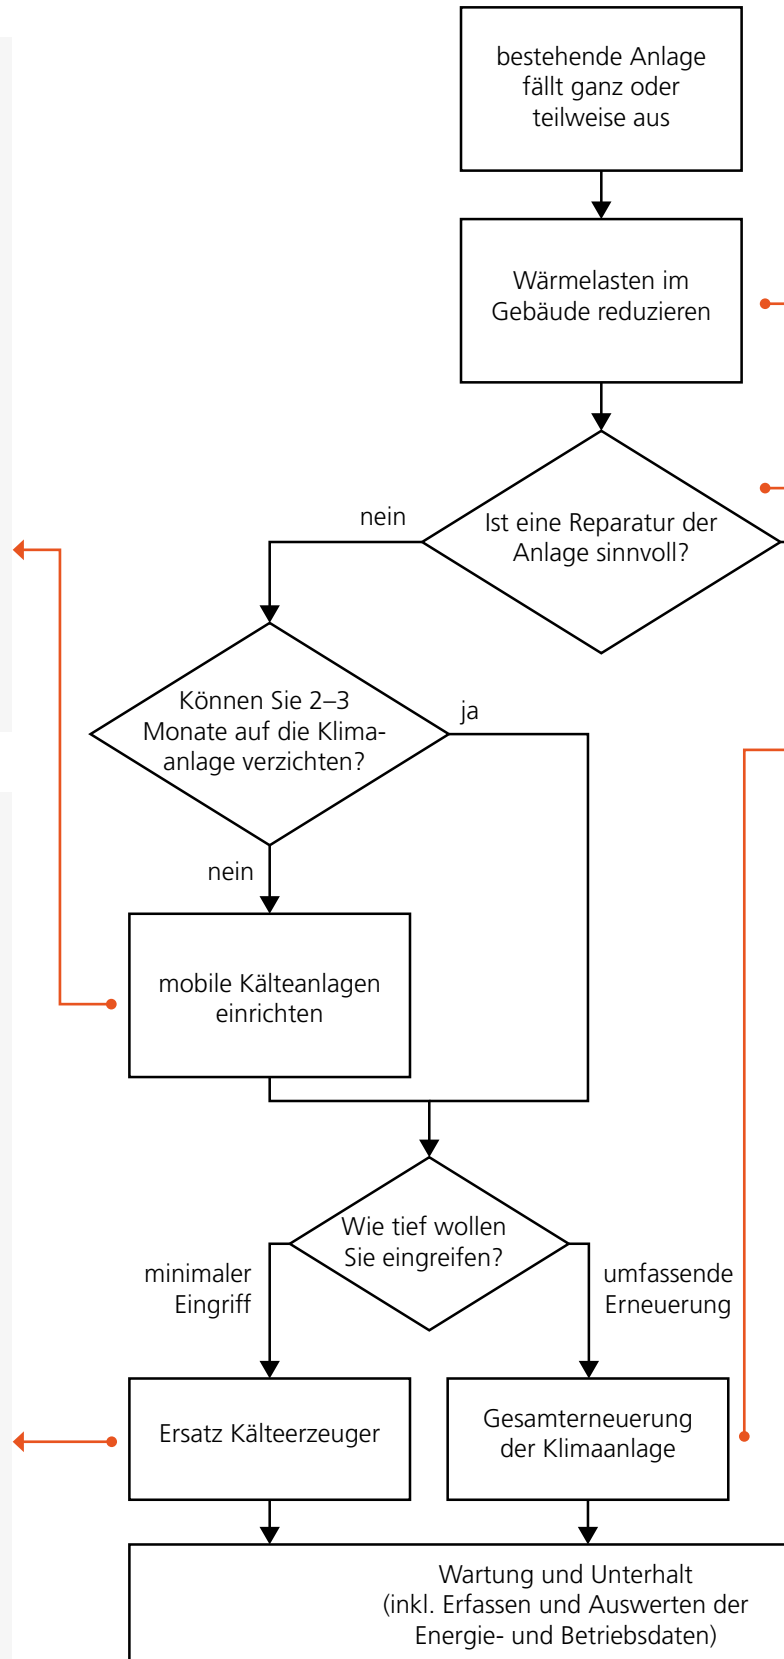 bestehende Anlage
fällt ganz oder
teilweise aus
Wärmelasten im
Gebäude reduzieren
nein
Ist eine Reparatur der
Anlage sinnvoll?
Können Sie 2–3
Monate auf die Klima-
anlage verzichten?
ja
nein
mobile Kälteanlagen
einrichten
Wie tief wollen
Sie eingreifen?
minimaler
Eingriff
umfassende
Erneuerung
Ersatz Kälteerzeuger
Gesamterneuerung
der Klimaanlage
Wartung und Unterhalt
(inkl. Erfassen und Auswerten der
Energie- und Betriebsdaten)